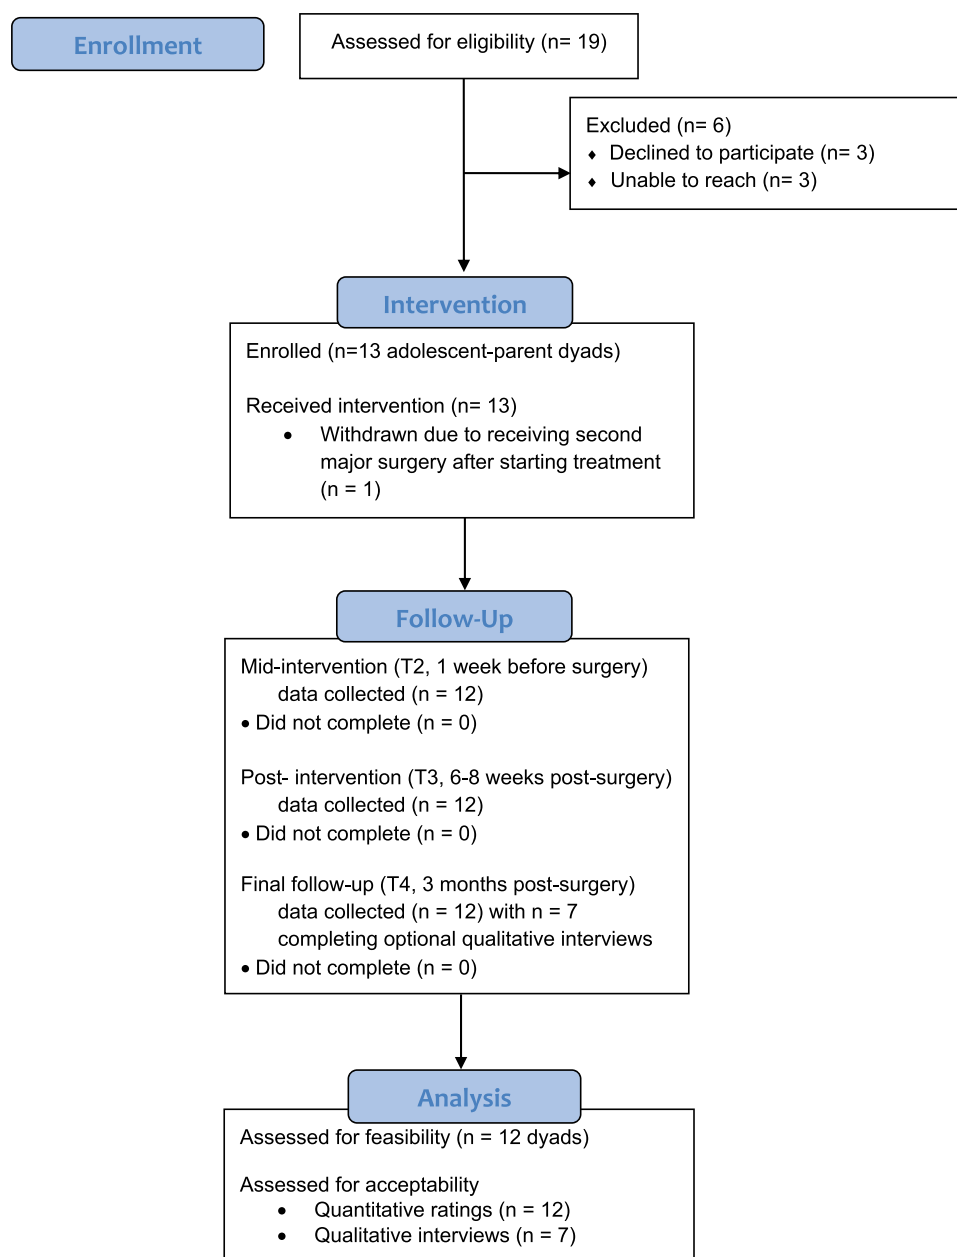 Enrollment
Assessed for eligibility (n= 19)
Excluded (n= 6)
♦ Declined to participate (n= 3)
♦ Unable to reach (n= 3)
Intervention
Enrolled (n=13 adolescent-parent dyads)
Received intervention (n= 13)
• Withdrawn due to receiving second
major surgery after starting treatment
(n = 1)
Follow-Up
Mid-intervention (T2, 1 week before surgery)
data collected (n = 12)
• Did not complete (n = 0)
Post- intervention (T3, 6-8 weeks post-surgery)
data collected (n = 12)
• Did not complete (n = 0)
Final follow-up (T4, 3 months post-surgery)
data collected (n = 12) with n = 7
completing optional qualitative interviews
• Did not complete (n = 0)
Analysis
Assessed for feasibility (n = 12 dyads)
Assessed for acceptability
• Quantitative ratings (n = 12)
• Qualitative interviews (n = 7)